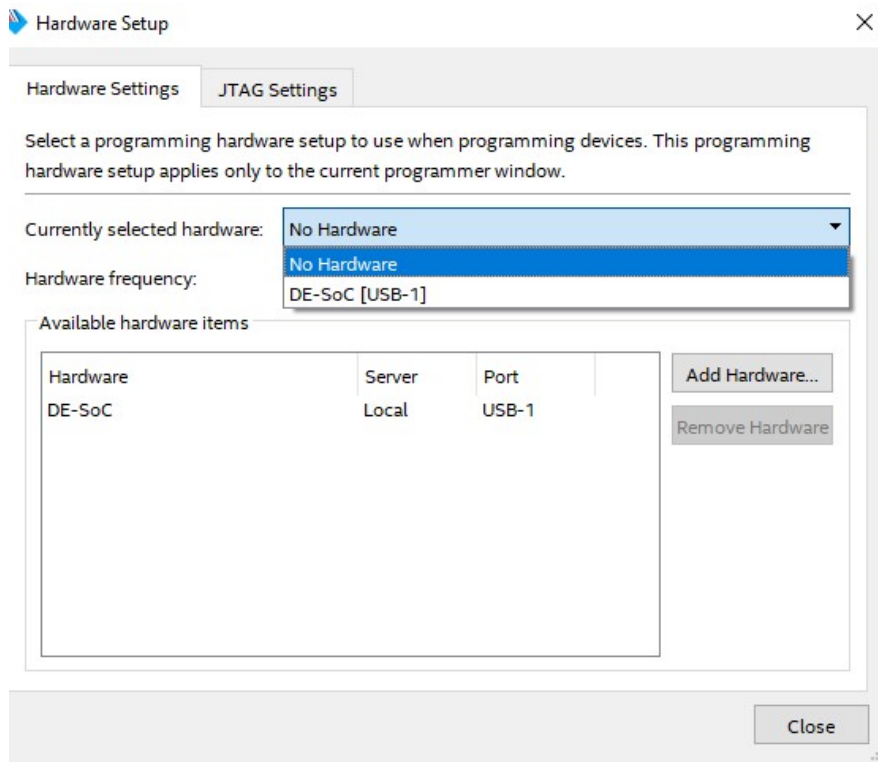 Hardware Setup
Hardware Settings
JTAG Settings
Select a programming hardware setup to use when programming devices. This programming
hardware setup applies only to the current programmer window.
Currently selected hardware: No Hardware
No Hardware
Hardware frequency:
DE-SoC [USB-1]
Available hardware items
Hardware Server Port
DE-SoC Local USB-1
Add Hardware...
Remove Hardware
Close